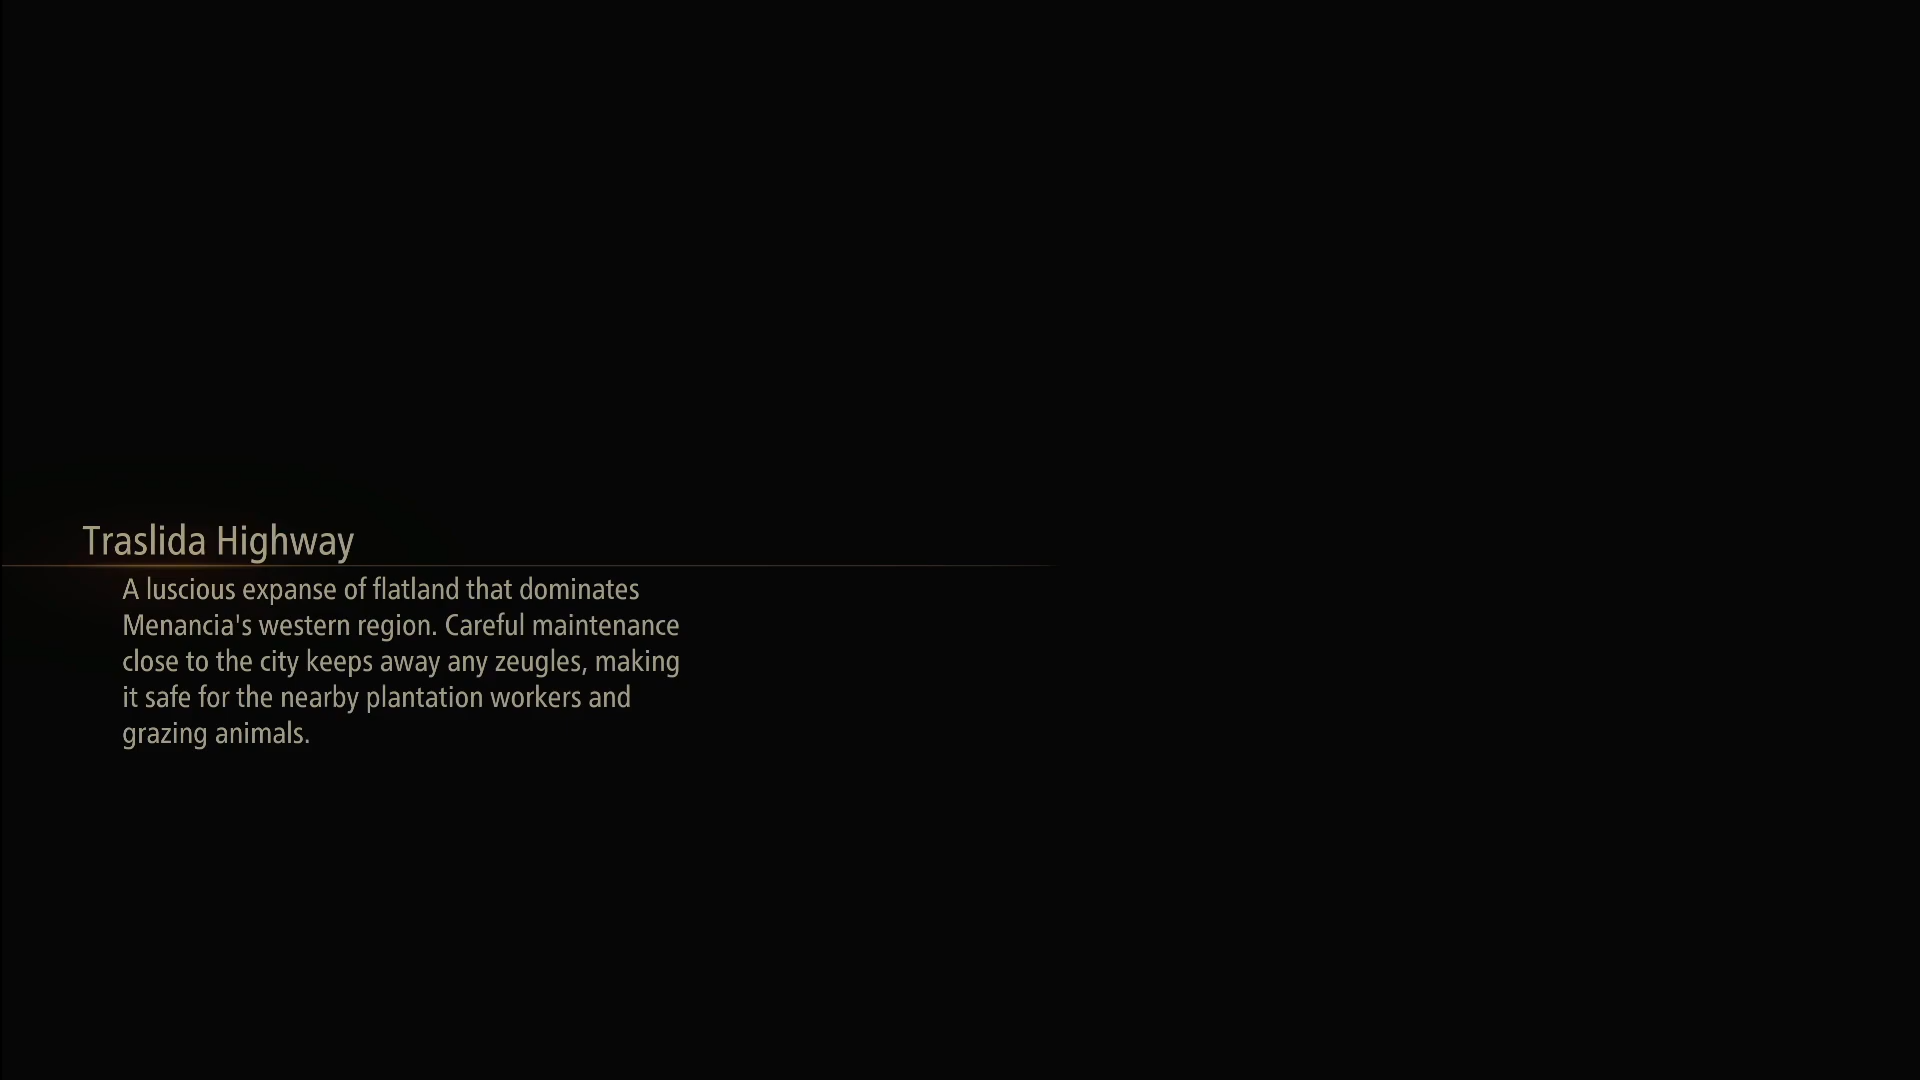 Traslida Highway
A luscious expanse of flatland that dominates
Menancia's western region. Careful maintenance
close to the city keeps away any zeugles, making
it safe for the nearby plantation workers and
grazing animals.